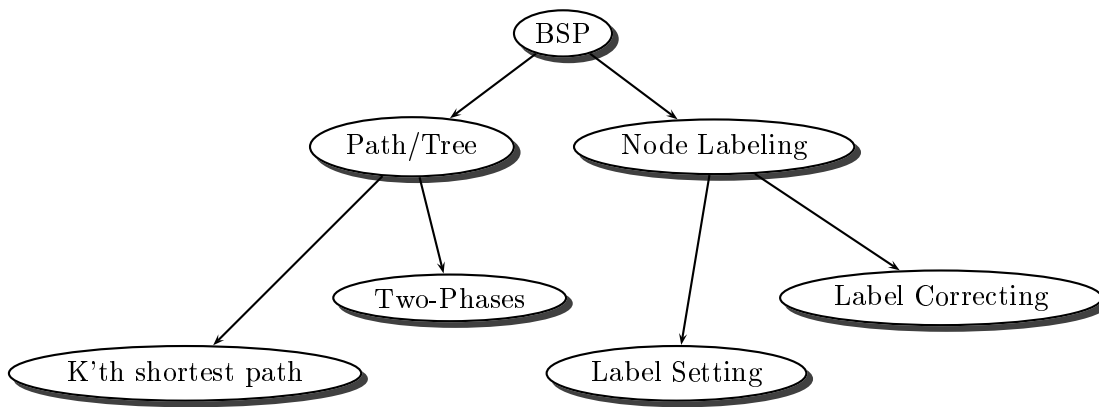 BSP
Path/Tree
Node Labeling
Two-Phases
Label Correcting
K'th shortest path
Label Setting